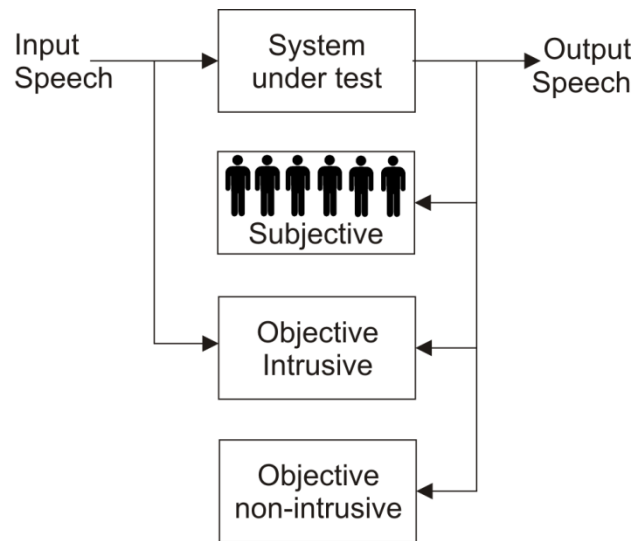 Input
Speech
System
under test
Output
Speech
Subjective
Objective
Intrusive
Objective
non-intrusive